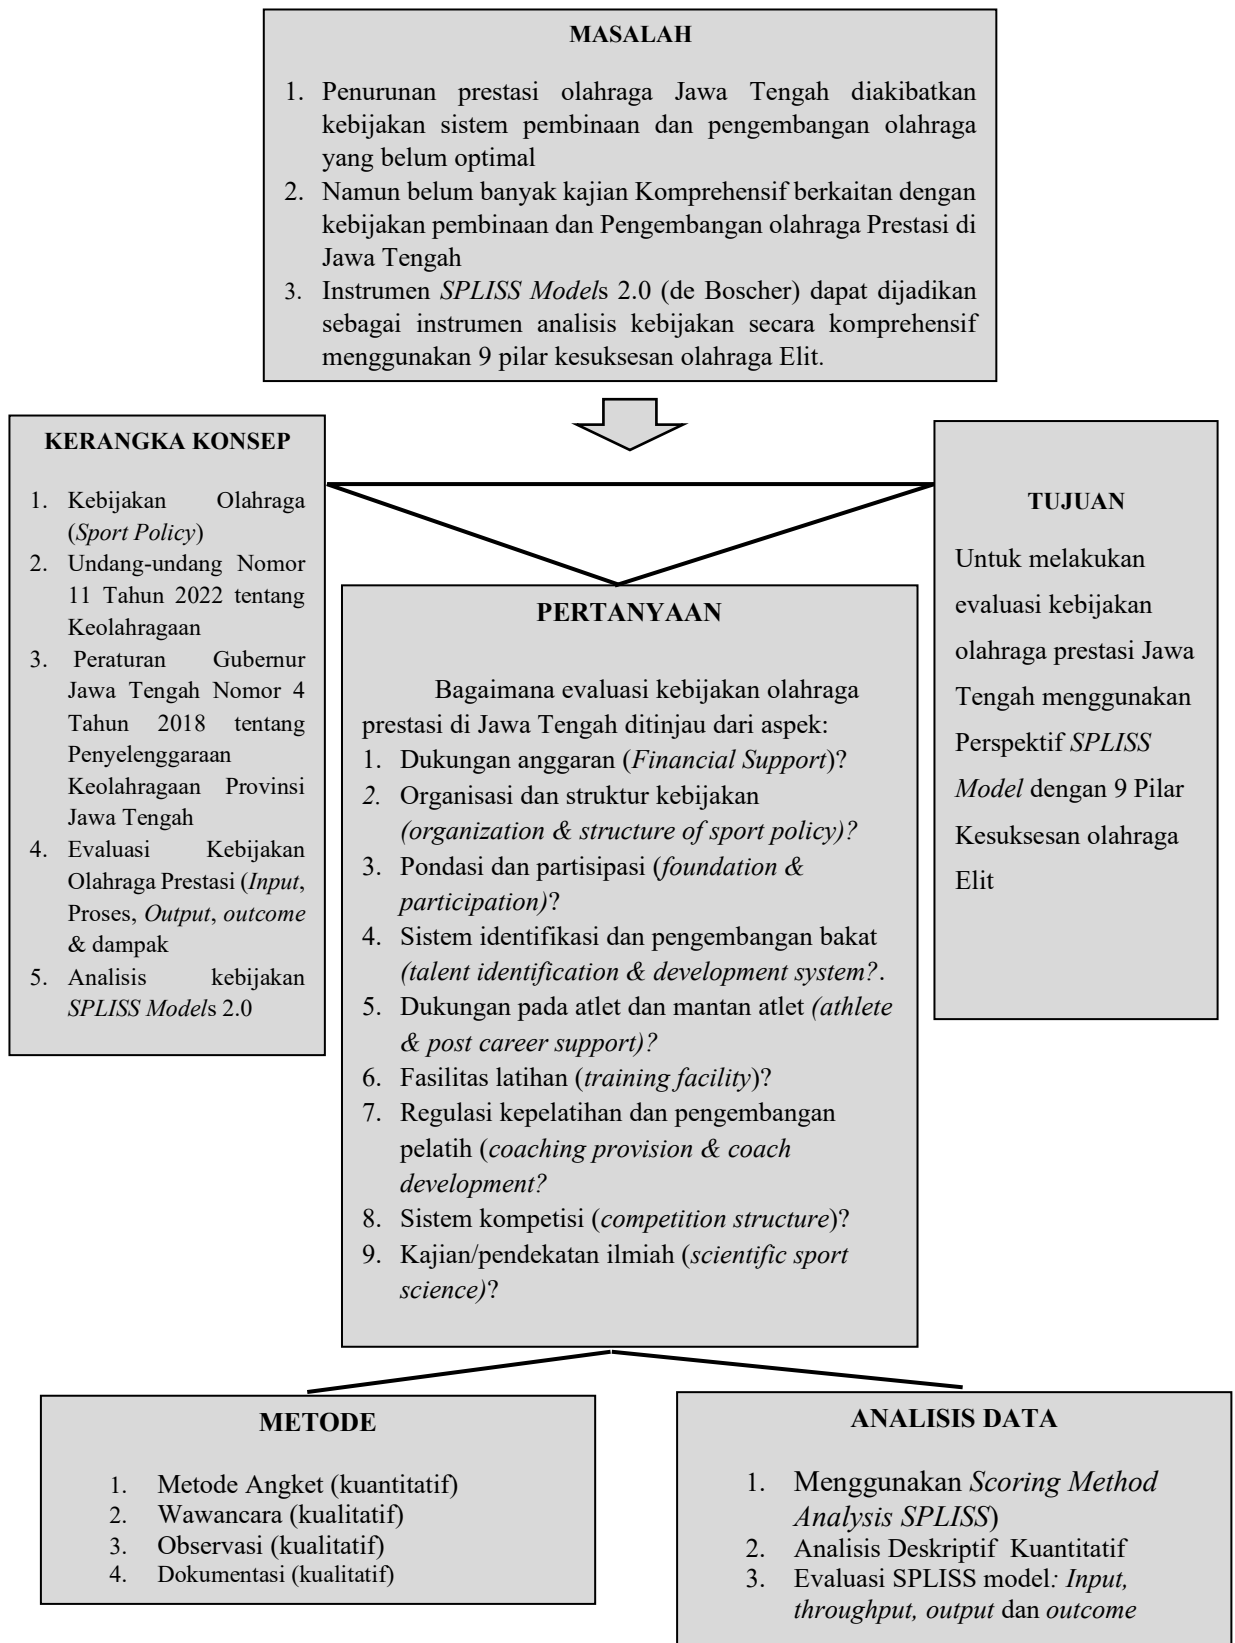 MASALAH
1. Penurunan prestasi olahraga Jawa Tengah diakibatkan
kebijakan sistem pembinaan dan pengembangan olahraga
yang belum optimal
2. Namun belum banyak kajian Komprehensif berkaitan dengan
kebijakan pembinaan dan Pengembangan olahraga Prestasi di
Jawa Tengah
3. Instrumen SPLISS Models 2.0 (de Boscher) dapat dijadikan
sebagai instrumen analisis kebijakan secara komprehensif
menggunakan 9 pilar kesuksesan olahraga Elit.
KERANGKA KONSEP
1. Kebijakan Olahraga
(Sport Policy)
2. Undang-undang Nomor
11 Tahun 2022 tentang
Keolahragaan
3. Peraturan Gubernur
Jawa Tengah Nomor 4
Tahun 2018 tentang
Penyelenggaraan
Keolahragaan Provinsi
Jawa Tengah
4. Evaluasi Kebijakan
Olahraga Prestasi (Input,
Proses, Output, outcome
& dampak
5. Analisis kebijakan
SPLISS Models 2.0
PERTANYAAN
Bagaimana evaluasi kebijakan olahraga
prestasi di Jawa Tengah ditinjau dari aspek:
1. Dukungan anggaran (Financial Support)?
2. Organisasi dan struktur kebijakan
(organization & structure of sport policy)?
3. Pondasi dan partisipasi (foundation &
participation)?
4. Sistem identifikasi dan pengembangan bakat
(talent identification & development system?.
5. Dukungan pada atlet dan mantan atlet (athlete
& post career support)?
6. Fasilitas latihan (training facility)?
7. Regulasi kepelatihan dan pengembangan
pelatih (coaching provision & coach
development?
8. Sistem kompetisi (competition structure)?
9. Kajian/pendekatan ilmiah (scientific sport
science)?
TUJUAN
Untuk melakukan
evaluasi kebijakan
olahraga prestasi Jawa
Tengah menggunakan
Perspektif SPLISS
Model dengan 9 Pilar
Kesuksesan olahraga
Elit
METODE
1. Metode Angket (kuantitatif)
2. Wawancara (kualitatif)
3. Observasi (kualitatif)
4. Dokumentasi (kualitatif)
ANALISIS DATA
1. Menggunakan Scoring Method
Analysis SPLISS)
2. Analisis Deskriptif Kuantitatif
3. Evaluasi SPLISS model: Input,
throughput, output dan outcome